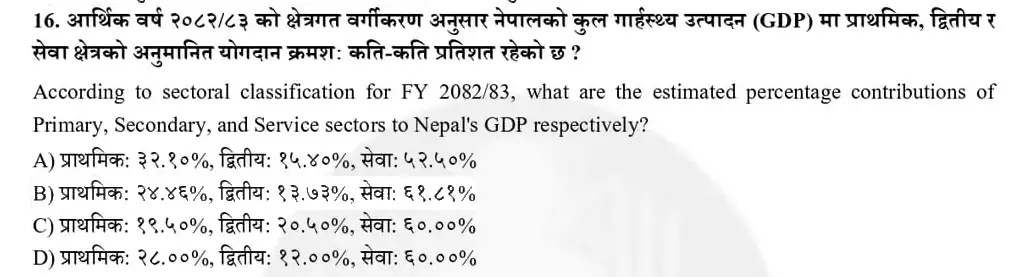 16. आर्थिक वर्ष २०८२/८३ को क्षेत्रगत वर्गीकरण अनुसार नेपालको कुल गार्हस्थ्य उत्पादन (GDP) मा प्राथमिक, द्वितीय र
सेवा क्षेत्रको अनुमानित योगदान क्रमशः कति-कति प्रतिशत रहेको छ ?
According to sectoral classification for FY 2082/83, what are the estimated percentage contributions of
Primary, Secondary, and Service sectors to Nepal's GDP respectively?
A) प्राथमिक: ३२.१०%, द्वितीय: १५.४०%, सेवा: ५२.५०%
B) प्राथमिक: २४.४६%, द्वितीय: १३.७३%, सेवा: ६१.८१%
C) प्राथमिक: १९.५०%, द्वितीय: २०.५०%, सेवा: ६०.००%
D) प्राथमिक: २८.००%, द्वितीय: १२.००%, सेवा: ६०.००%